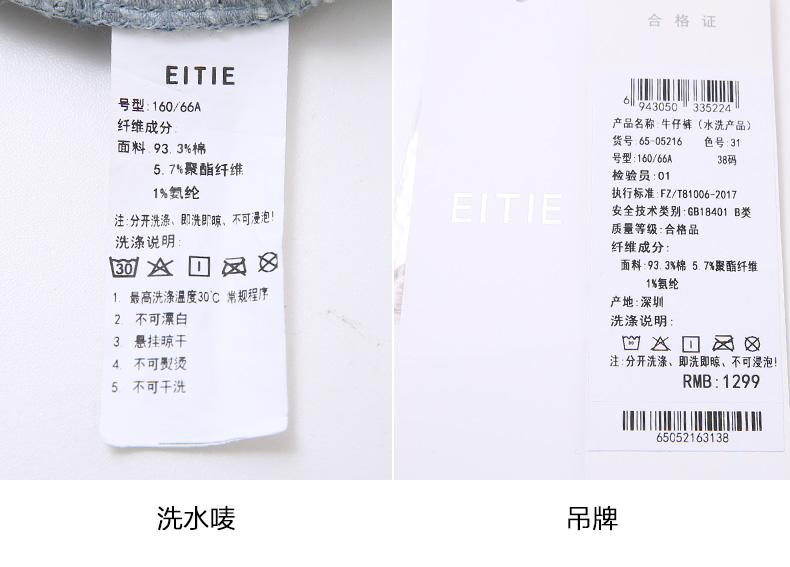 EITIE
号型:160/66A
纤维成分:
面料:93.3%棉
5.7%聚酯纤维
1%氨纶
注:分开洗涤、即洗即晾、不可浸泡!
洗涤说明:
30
1. 最高洗涤温度30℃ 常规程序
2. 不可漂白
3. 悬挂晾干
4. 不可熨烫
5. 不可干洗
洗水唛
EITIE
合格证
6 943050 335224
产品名称:牛仔裤（水洗产品）
货号:65-05216 色号:31
号型:160/66A 38码
检验员:01
执行标准:FZ/T81006-2017
安全技术类别:GB18401 B类
质量等级:合格品
纤维成分:
面料:93.3%棉 5.7%聚酯纤维
1%氨纶
产地:深圳
洗涤说明:
30
注:分开洗涤、即洗即晾、不可浸泡!
RMB:1299
65052163138
吊牌